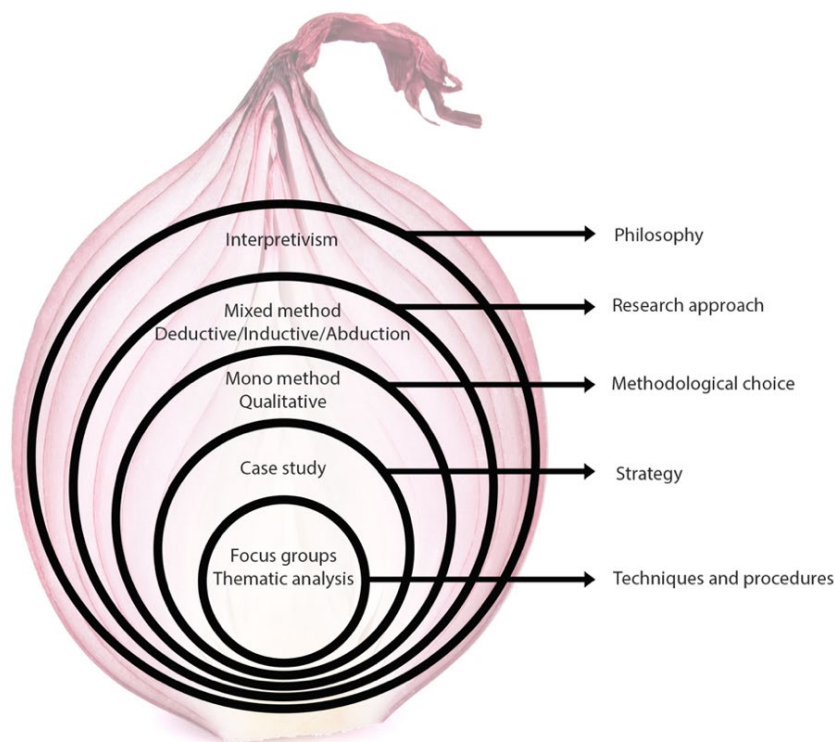 Interpretivism
Philosophy
Mixed method
Deductive/Inductive/Abduction
Research approach
Mono method
Qualitative
Methodological choice
Case study
Strategy
Focus groups
Thematic analysis
Techniques and procedures